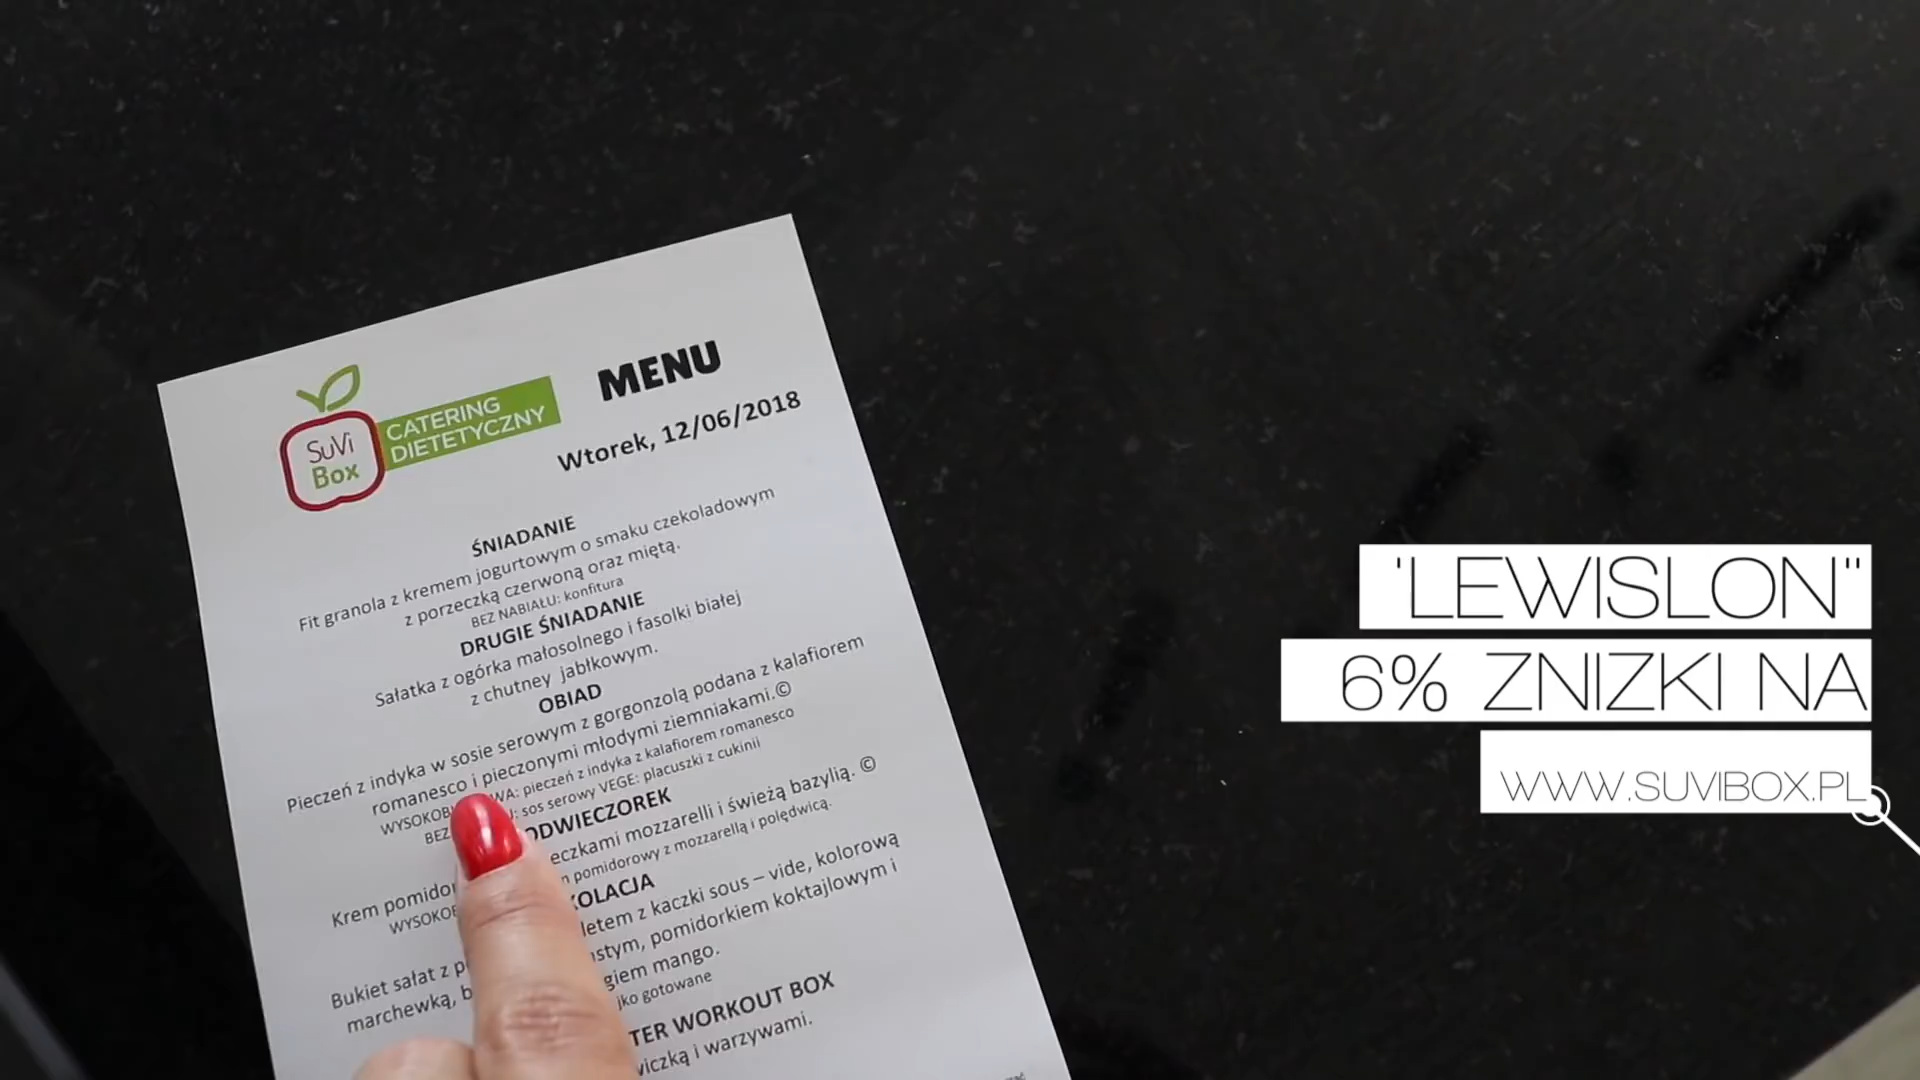 SuVi
Box
CATERING
DIETETYCZNY
MENU
Wtorek, 12/06/2018
ŚNIADANIE
Fit granola z kremem jogurtowym o smaku czekoladowym
z porzeczką czerwoną oraz miętą.
BEZ NABIAŁU: konfitura
DRUGIE ŚNIADANIE
Sałatka z ogórka małosolnego i fasolki białej
z chutney jabłkowym.
OBIAD
Pieczeń z indyka w sosie serowym z gorgonzolą podana z kalafiorem
romanesco i pieczonymi młodymi ziemniakami.©
pieczeń z indyka z kalafiorem romanesco
BEZ sos serowy VEGE: placuszki z cukinii
ODWIECZOREK
Krem eczkami mozzarelli i świeżą bazylią. ©
pomidorowy z mozzarellą i polędwicą.
KOLACJA
Bukiet sałat z letem z kaczki sous – vide, kolorową
marchewką, pomidorkiem koktajlowym i
mango.
jko gotowane
TER WORKOUT BOX
i warzywami.
'LEWISLON"
6% ZNIZKI NA
WWW.SUVIBOX.PL